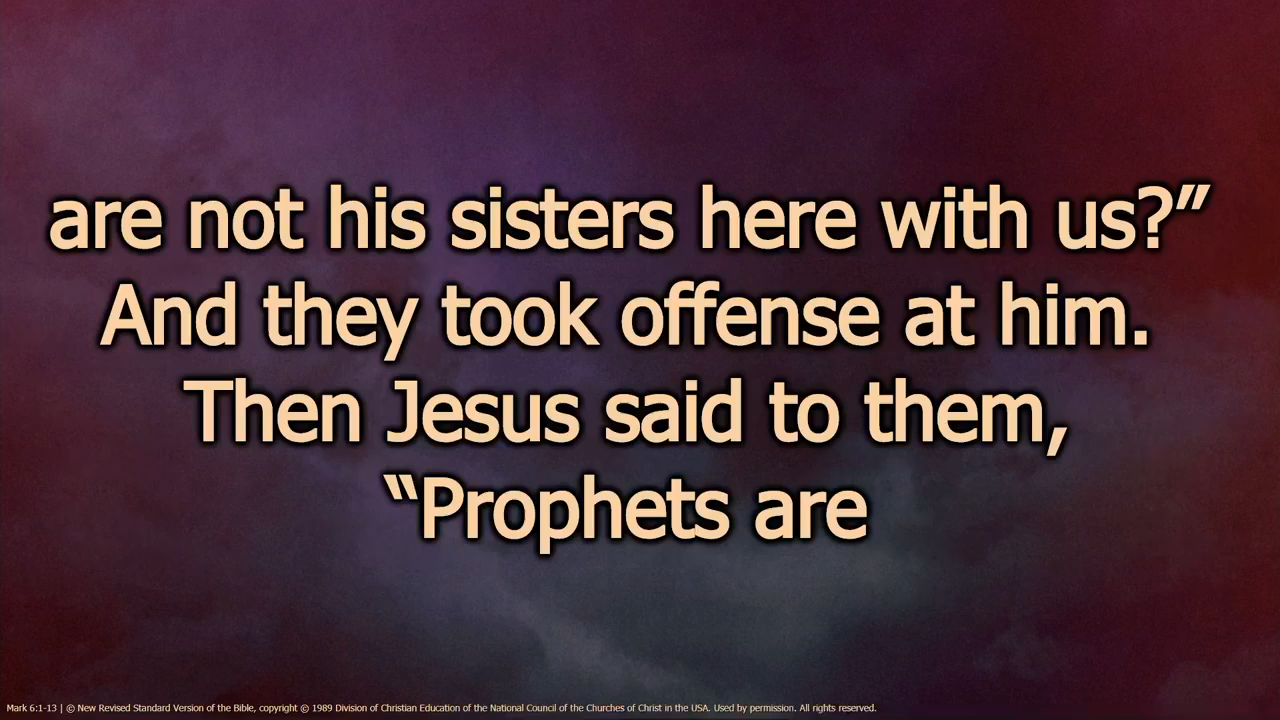 are not his sisters here with us?”
And they took offense at him.
Then Jesus said to them,
“Prophets are
Mark 6:1-13 | © New Revised Standard Version of the Bible, copyright © 1989 Division of Christian Education of the National Council of the Churches of Christ in the USA. Used by permission. All rights reserved.